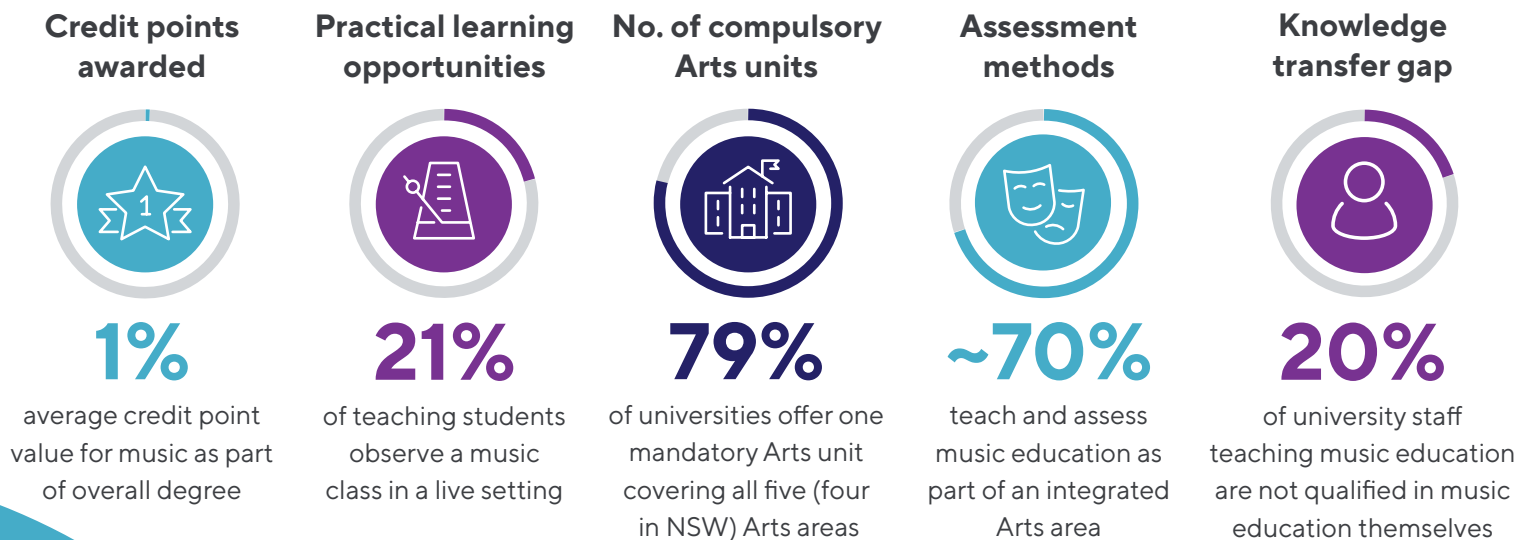 Credit points
awarded
1
1%
average credit point
value for music as part
of overall degree
Practical learning
opportunities
21%
of teaching students
observe a music
class in a live setting
No. of compulsory
Arts units
79%
of universities offer one
mandatory Arts unit
covering all five (four
in NSW) Arts areas
Assessment
methods
~70%
teach and assess
music education as
part of an integrated
Arts area
Knowledge
transfer gap
20%
of university staff
teaching music education
are not qualified in music
education themselves